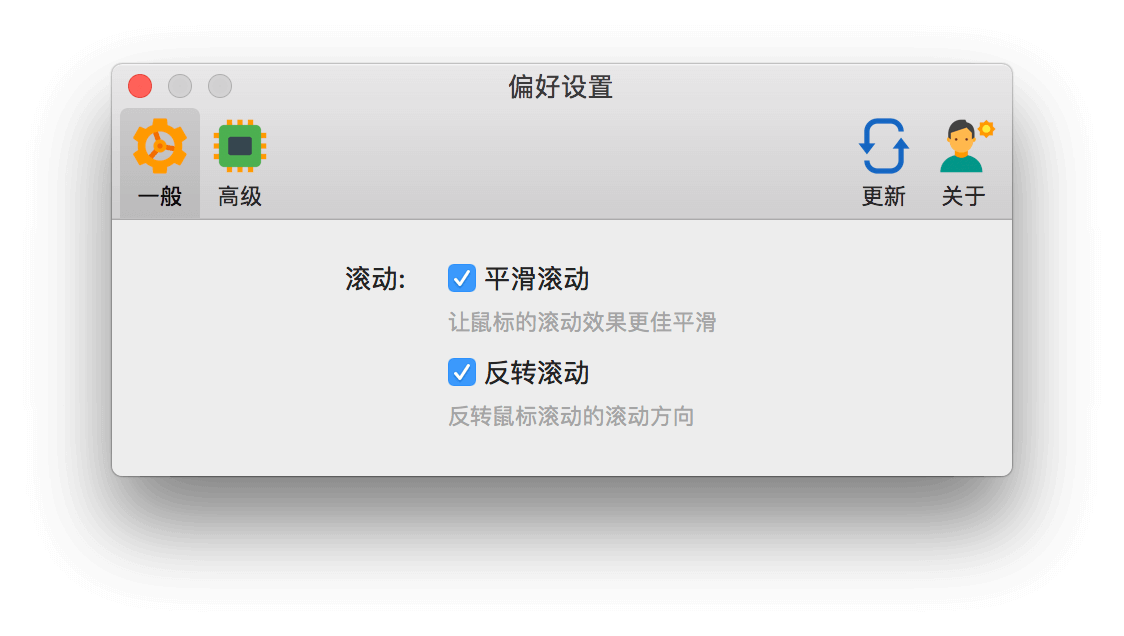 偏好设置
一般 高级 更新 关于
滚动: 平滑滚动
让鼠标的滚动效果更佳平滑
反转滚动
反转鼠标滚动的滚动方向